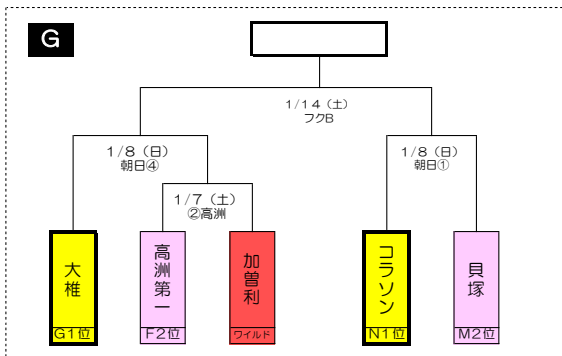 G
1/14（土）
フクB
1/8（日）
朝日④
1/8（日）
朝日①
1/7（土）
②高洲
大椎
高洲第一
加曽利
コラソン
貝塚
G1位
F2位
ワイルド
N1位
M2位